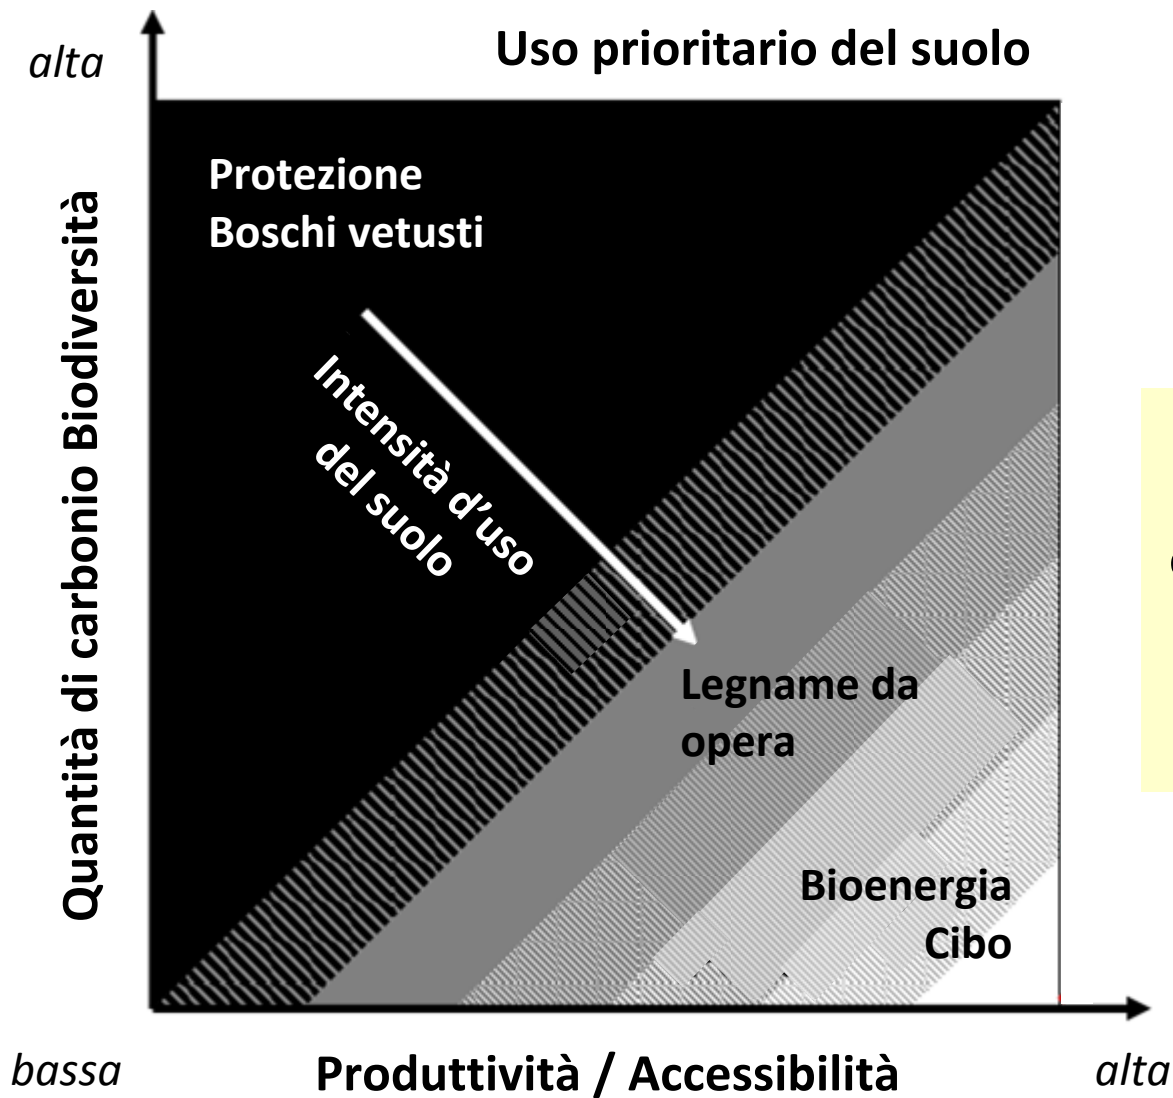 Uso prioritario del suolo
alta
Quantità di carbonio Biodiversità
Protezione
Boschi vetusti
Intensità d’uso
del suolo
Legname da
opera
Bioenergia
Cibo
bassa
Produttività / Accessibilità
alta